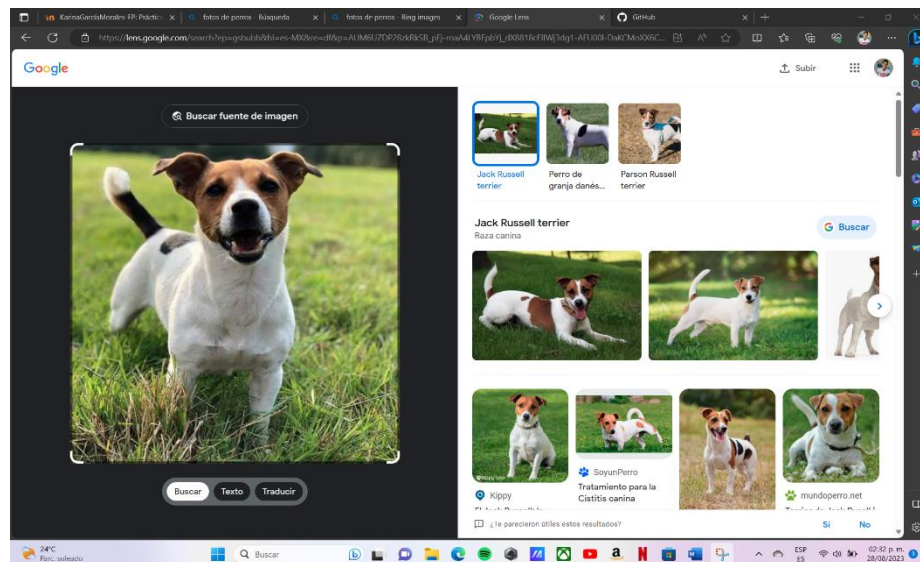 KarinaGarcíaMorales-FP: Práctic
fotos de perros - Búsqueda
fotos de perros - Bing images
Google Lens
GitHub
https://lens.google.com/search?ep=gsbubb&hl=es-MX&re=df&p=
Google
Subir
Buscar fuente de imagen
Jack Russell
terrier
Perro de
granja danés...
Parson Russell
terrier
Jack Russell terrier
Raza canina
Buscar
Kippy
SoyunPerro
Tratamiento para la
Cistitis canina
mundoperro.net
Buscar
Texto
Traducir
¿Te parecieron útiles estos resultados?
Sí
No
24°C
Parc. soleado
Buscar
ESP
ES
02:32 p. m.
28/08/2023